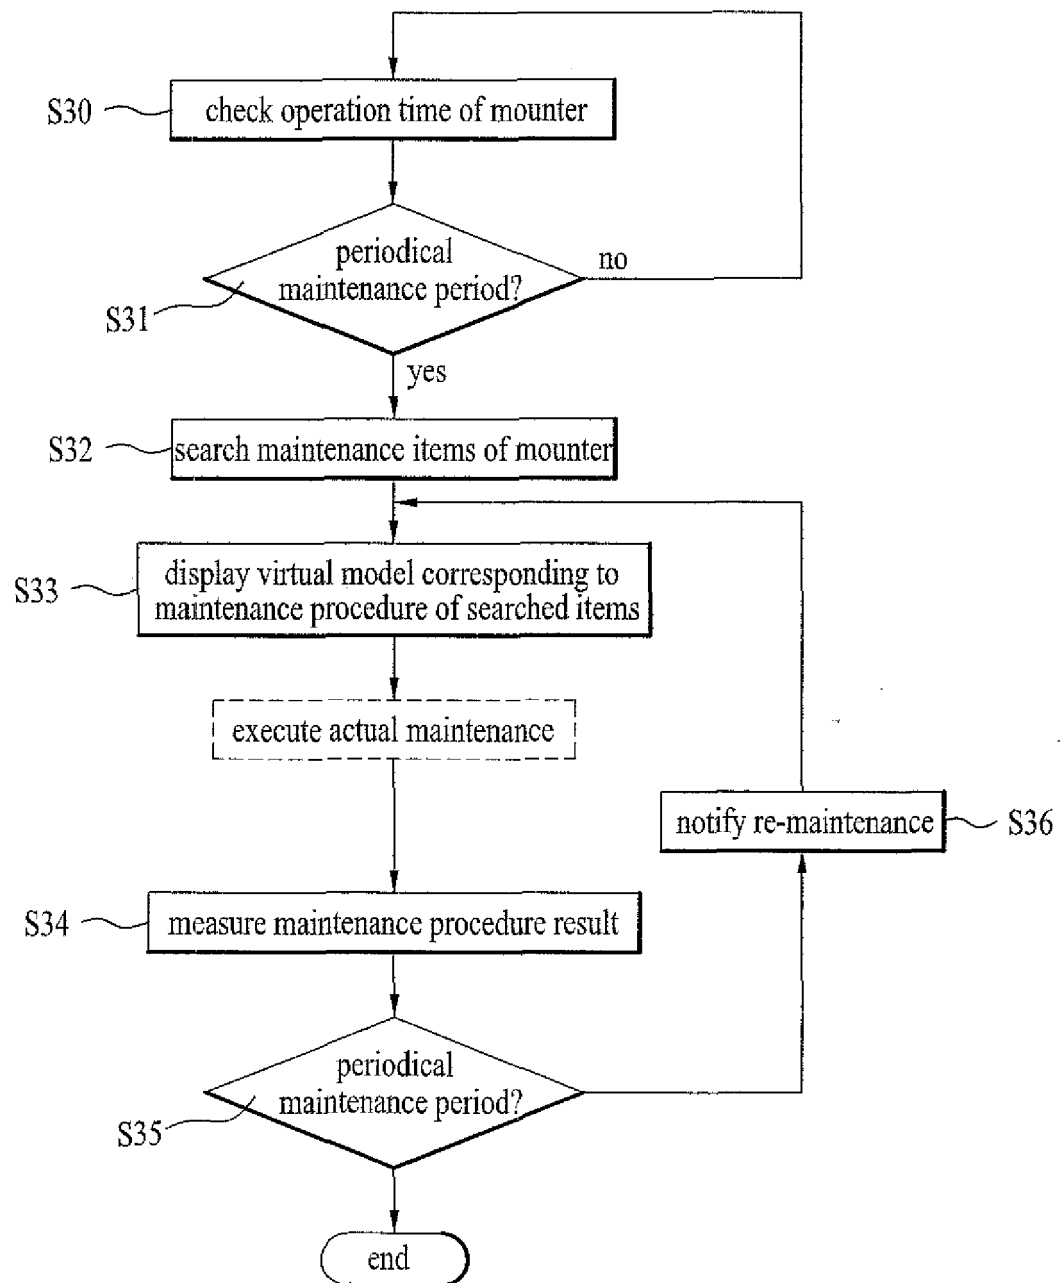 S30
check operation time of mounter
periodical
maintenance period?
no
S31
yes
S32
search maintenance items of mounter
S33
display virtual model corresponding to
maintenance procedure of searched items
execute actual maintenance
notify re-maintenance
S36
S34
measure maintenance procedure result
periodical
maintenance period?
S35
end